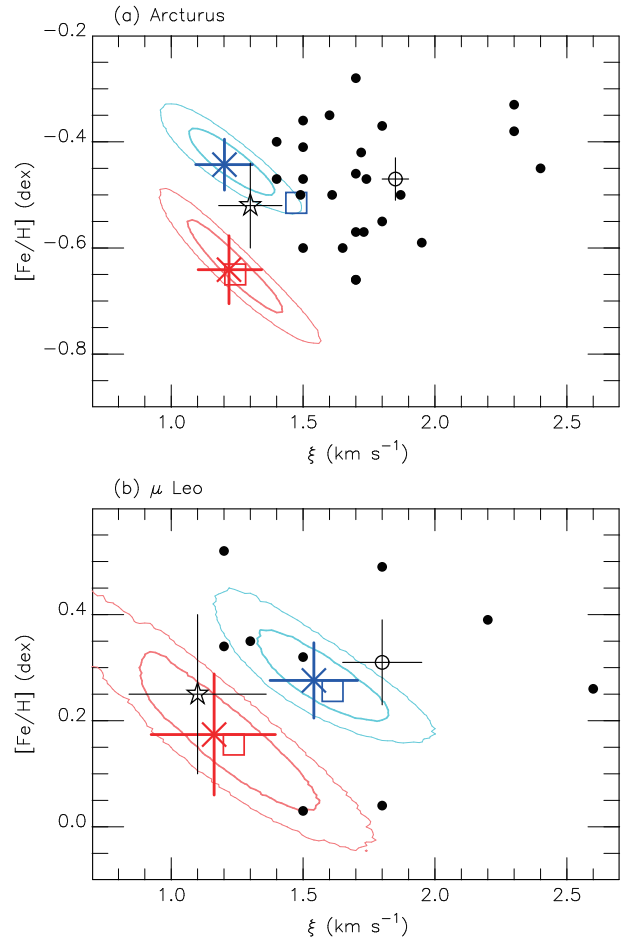 (a) Arcturus
−0.2
−0.4
−0.6
−0.8
[Fe/H] (dex)
1.0 1.5 2.0 2.5
ξ (km s⁻¹)
(b) μ Leo
0.4
0.2
0.0
[Fe/H] (dex)
1.0 1.5 2.0 2.5
ξ (km s⁻¹)